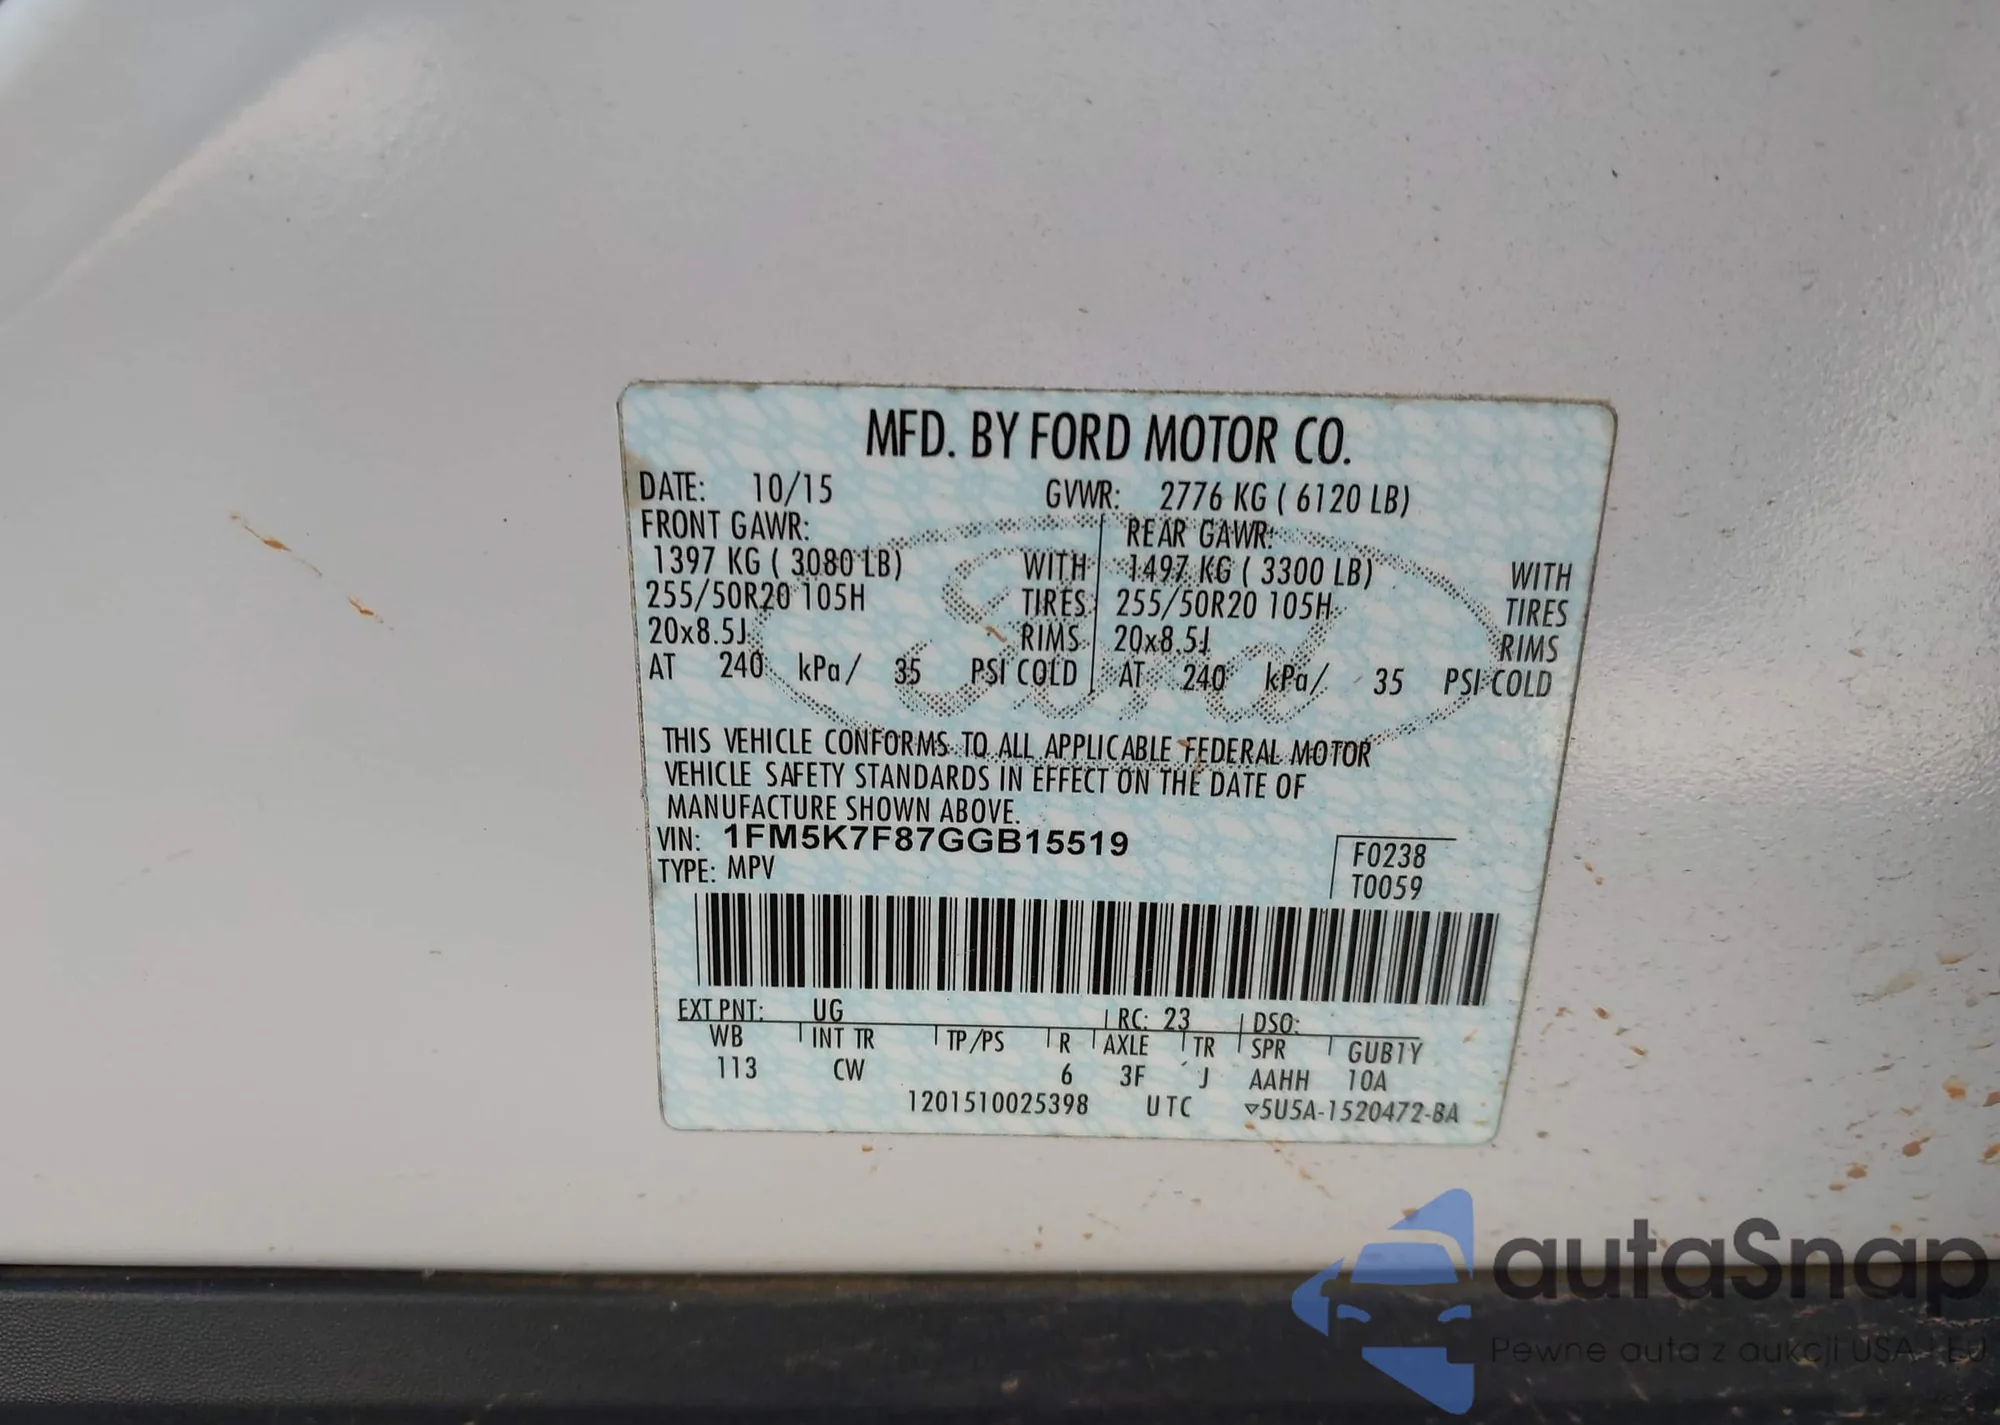 MFD. BY FORD MOTOR CO.
DATE: 10/15 GVWR: 2776 KG ( 6120 LB)
FRONT GAWR: REAR GAWR:
1397 KG ( 3080 LB) WITH 1497 KG ( 3300 LB) WITH
255/50R20 105H TIRES 255/50R20 105H TIRES
20x8.5J RIMS 20x8.5J RIMS
AT 240 kPa/ 35 PSI COLD AT 240 kPa/ 35 PSI COLD
Ford
THIS VEHICLE CONFORMS TO ALL APPLICABLE FEDERAL MOTOR
VEHICLE SAFETY STANDARDS IN EFFECT ON THE DATE OF
MANUFACTURE SHOWN ABOVE.
VIN: 1FM5K7F87GGB15519
TYPE: MPV
F0238
T0059
EXT PNT: UG RC: 23 DSO:
WB INT TR TP/PS R AXLE TR SPR GUB1Y
113 CW 6 3F J AAHH 10A
1201510025398 UTC ▿5U5A-1520472-BA
autaSnap
Pewne auta z aukcji USA i EU